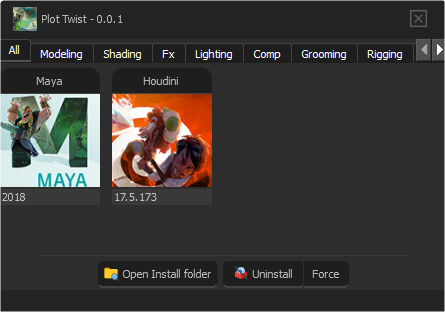 Plot Twist - 0.0.1
All Modeling Shading Fx Lighting Comp Grooming Rigging
Maya Houdini
M
MAYA
2018 17.5.173
Open Install folder Uninstall Force